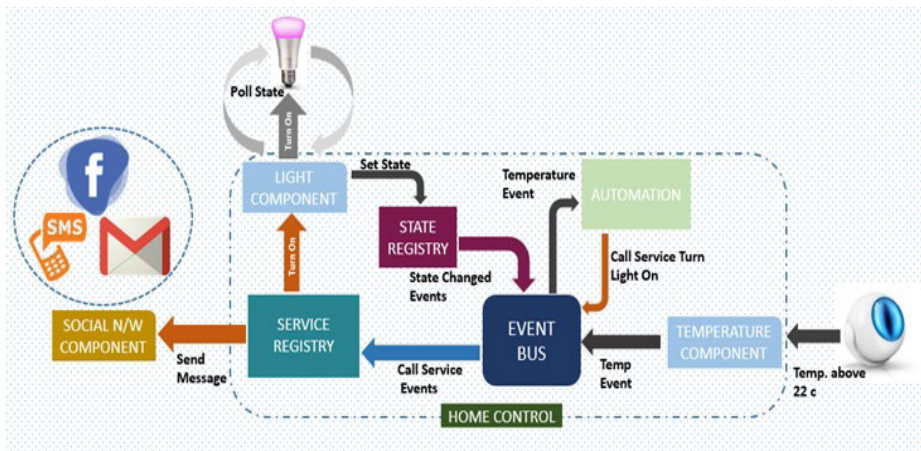 Poll State
Turn On
f
SMS
LIGHT
COMPONENT
Set State
Temperature
Event
AUTOMATION
STATE
REGISTRY
Turn On
State Changed
Events
Call Service Turn
Light On
SOCIAL N/W
COMPONENT
SERVICE
REGISTRY
EVENT
BUS
TEMPERATURE
COMPONENT
Send
Message
Call Service
Events
Temp
Event
Temp. above
22 c
HOME CONTROL